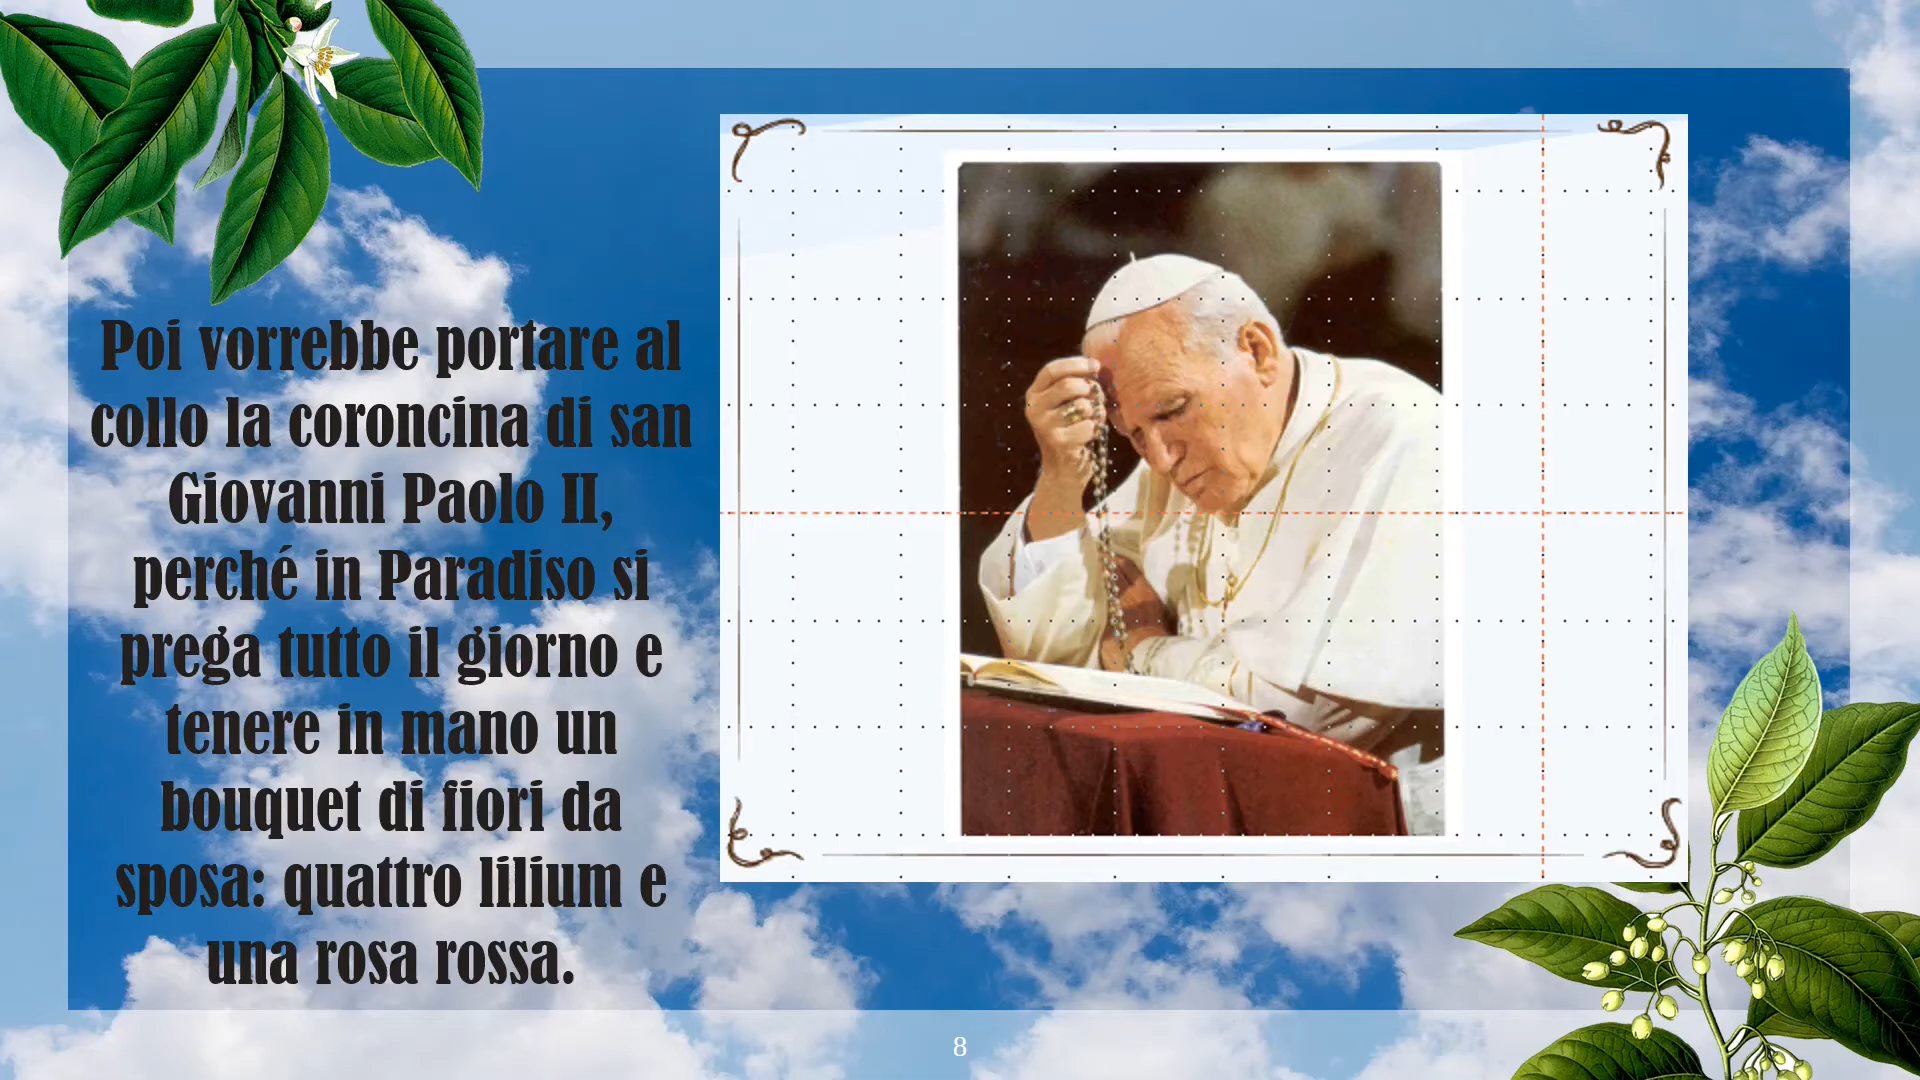 Poi vorrebbe portare al
collo la coroncina di san
Giovanni Paolo II,
perché in Paradiso si
prega tutto il giorno e
tenere in mano un
bouquet di fiori da
sposa: quattro lilium e
una rosa rossa.
8